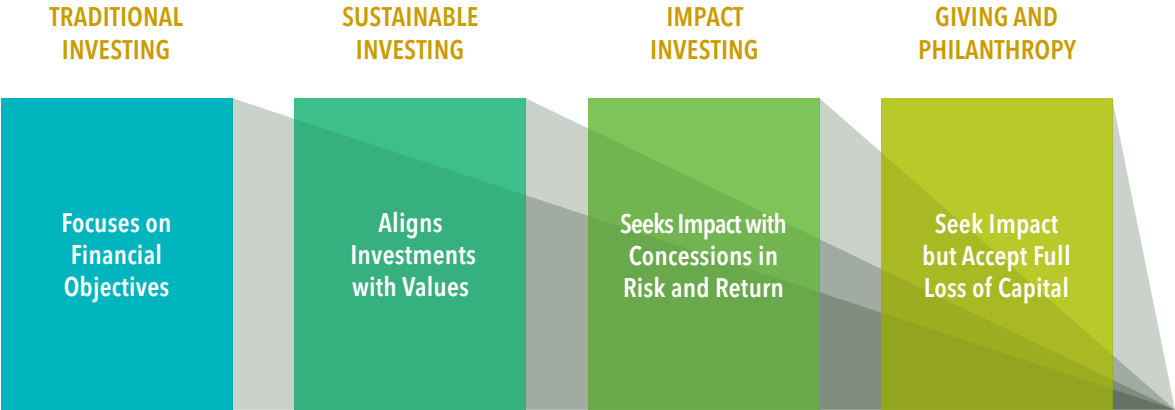 TRADITIONAL
INVESTING
SUSTAINABLE
INVESTING
IMPACT
INVESTING
GIVING AND
PHILANTHROPY
Focuses on
Financial
Objectives
Aligns
Investments
with Values
Seeks Impact with
Concessions in
Risk and Return
Seek Impact
but Accept Full
Loss of Capital